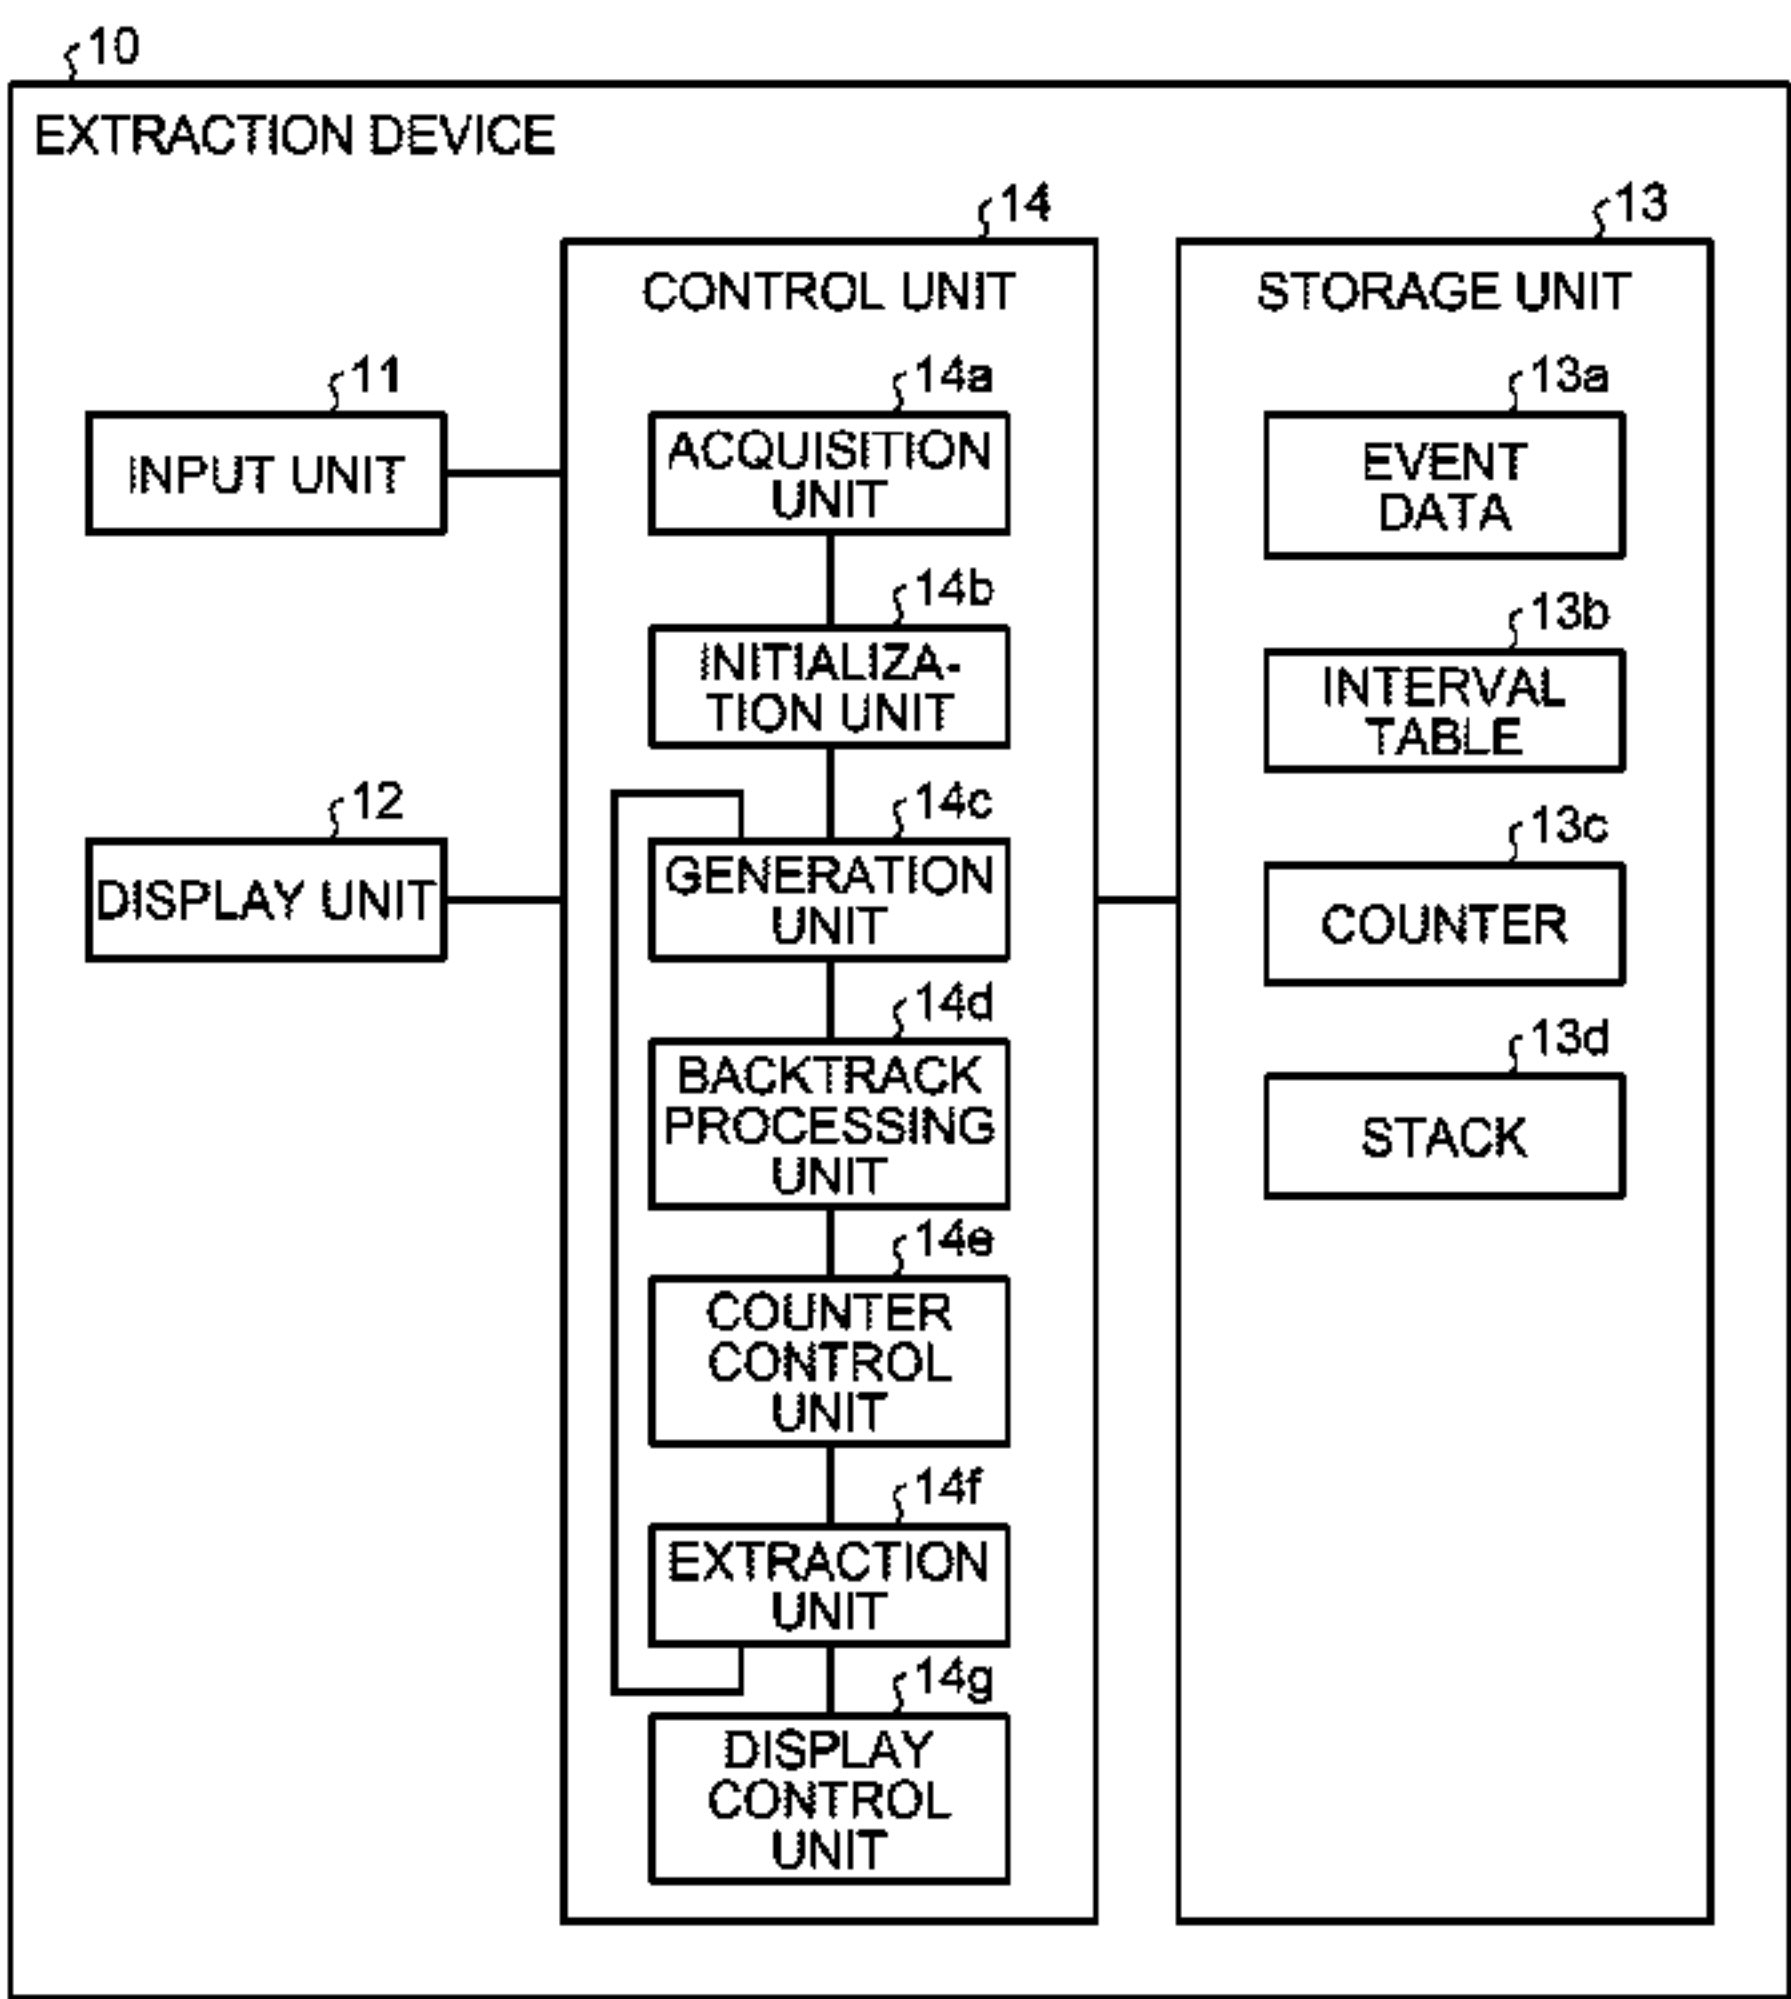 10
EXTRACTION DEVICE
14
CONTROL UNIT
13
STORAGE UNIT
11
INPUT UNIT
12
DISPLAY UNIT
14a
ACQUISITION
UNIT
14b
INITIALIZA-
TION UNIT
14c
GENERATION
UNIT
14d
BACKTRACK
PROCESSING
UNIT
14e
COUNTER
CONTROL
UNIT
14f
EXTRACTION
UNIT
14g
DISPLAY
CONTROL
UNIT
13a
EVENT
DATA
13b
INTERVAL
TABLE
13c
COUNTER
13d
STACK